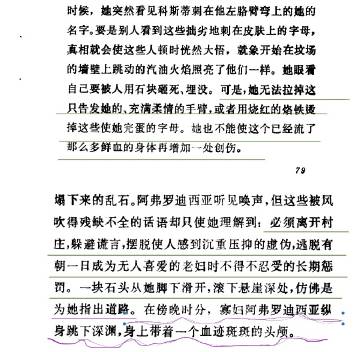 时候，她突然看见科斯蒂刺在他左胳臂弯上的她的
名字。要是别人看到这些拙劣地刺在皮肤上的字母，
真相就会使这些人顿时恍然大悟，就象开始在坟场
的墙壁上跳动的汽油火焰照亮了他们一样。她眼看
自己要被人用石块砸死、埋没。可是，她无法拉掉这
只告发她的、充满柔情的手臂，或者用烧红的烙铁烫
掉这些使她完蛋的字母。她也不能使这个已经流了
那么多鲜血的身体再增加一处创伤。
79
塌下来的乱石。阿弗罗迪西亚听见唤声，但这些被风
吹得残缺不全的话语却只使她理解到：必须离开村
庄，躲避谎言，摆脱使人感到沉重压抑的虚伪，逃脱有
朝一日成为无人喜爱的老妇时不得不忍受的长期惩
罚。一块石头从她脚下滑开，滚下悬崖深处，仿佛是
为她指出道路。在傍晚时分，寡妇阿弗罗迪西亚纵
身跳下深渊，身上带着一个血迹斑斑的头颅。